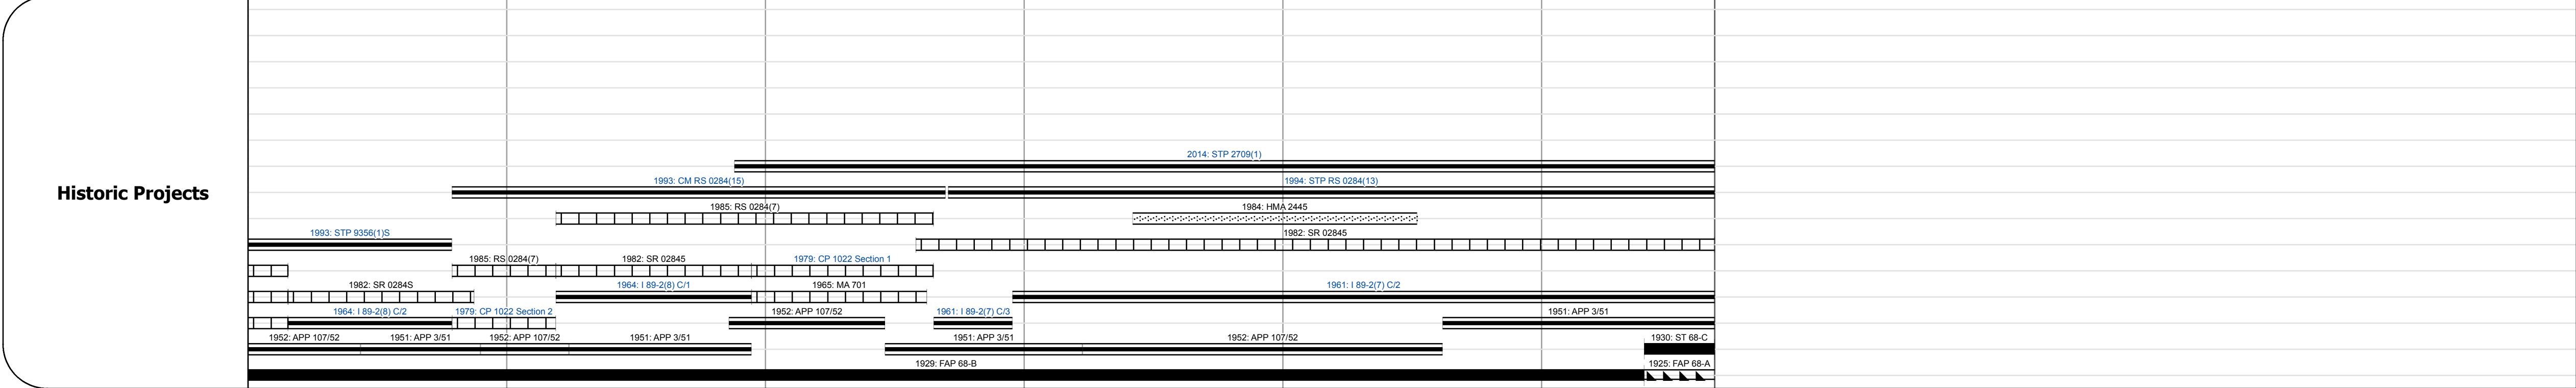 2014: STP 2709(1)
1993: CM RS 0284(15)
1994: STP RS 0284(13)
Historic Projects
1985: RS 0284(7)
1984: HMA 2445
1993: STP 9356(1)S
1982: SR 02845
1985: RS 0284(7)
1982: SR 02845
1979: CP 1022 Section 1
1982: SR 0284S
1964: I 89-2(8) C/1
1965: MA 701
1961: I 89-2(7) C/2
1964: I 89-2(8) C/2
1979: CP 1022 Section 2
1952: APP 107/52
1961: I 89-2(7) C/3
1951: APP 3/51
1952: APP 107/52
1951: APP 3/51
1952: APP 107/52
1951: APP 3/51
1951: APP 3/51
1952: APP 107/52
1930: ST 68-C
1929: FAP 68-B
1925: FAP 68-A